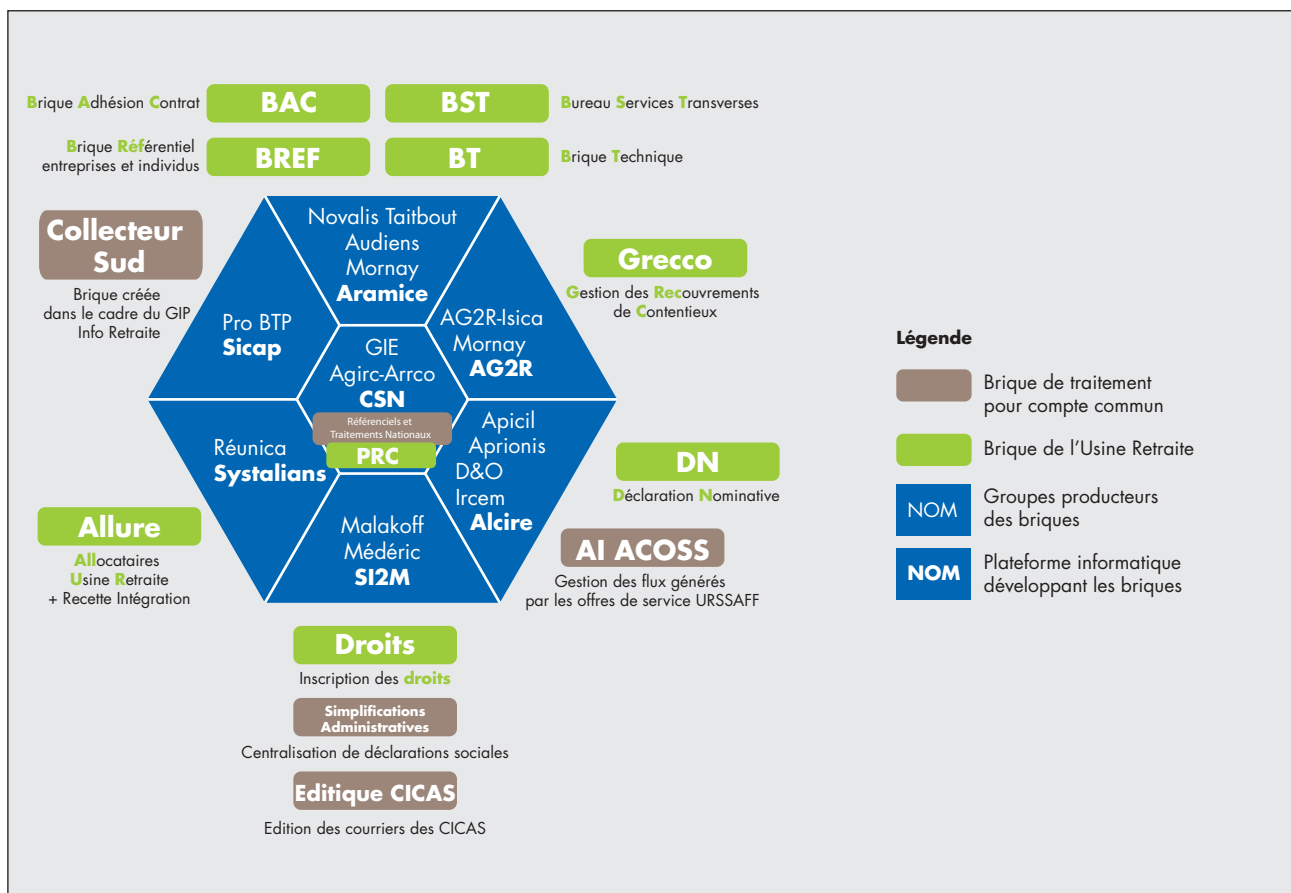 BAC
Brique Adhésion Contrat
BST
Bureau Services Transverses
BREF
Brique Référentiel
entreprises et individus
BT
Brique Technique
Collecteur
Sud
Brique créée
dans le cadre du GIP
Info Retraite
Novalis Taitbout
Audiens
Mornay
Aramice
Grecco
Gestion des Recouvrements
de Contentieux
Pro BTP
Sicap
AG2R-Isica
Mornay
AG2R
GIE
Agirc-Arrco
CSN
Référenciels et
Traitements Nationaux
PRC
Réunica
Systalians
Apicil
Aprionis
D&O
Ircem
Alcire
Malakoff
Médéric
SI2M
DN
Déclaration Nominative
AI ACOSS
Gestion des flux générés
par les offres de service URSSAFF
Allure
Allocataires
Usine Retraite
+ Recette Intégration
Droits
Inscription des droits
Simplifications
Administratives
Centralisation de déclarations sociales
Editique CICAS
Edition des courriers des CICAS
Légende
Brique de traitement
pour compte commun
Brique de l'Usine Retraite
NOM
Groupes producteurs
des briques
NOM
Plateforme informatique
développant les briques